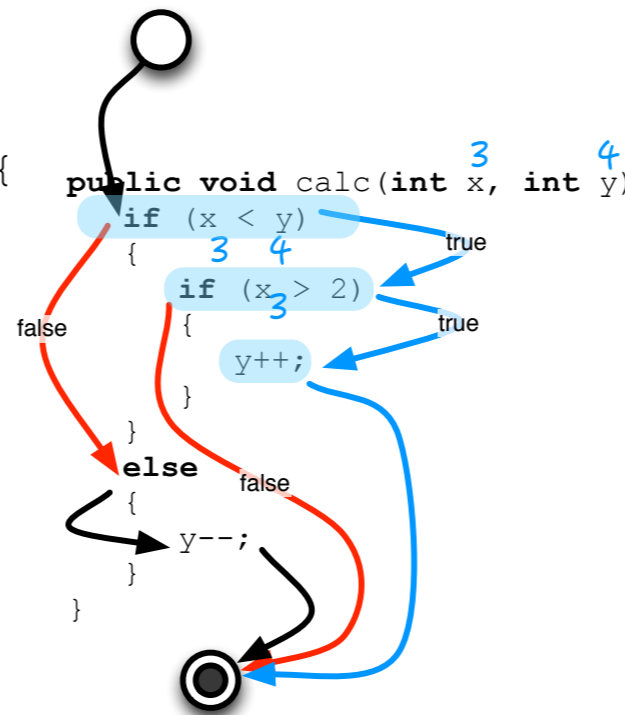 3 4
{ public void calc(int x, int y)
if (x < y)
true
{ 3 4
if (x > 2)
3
false
{
true
y++;
}
}
else
false
{
y--;
}
}